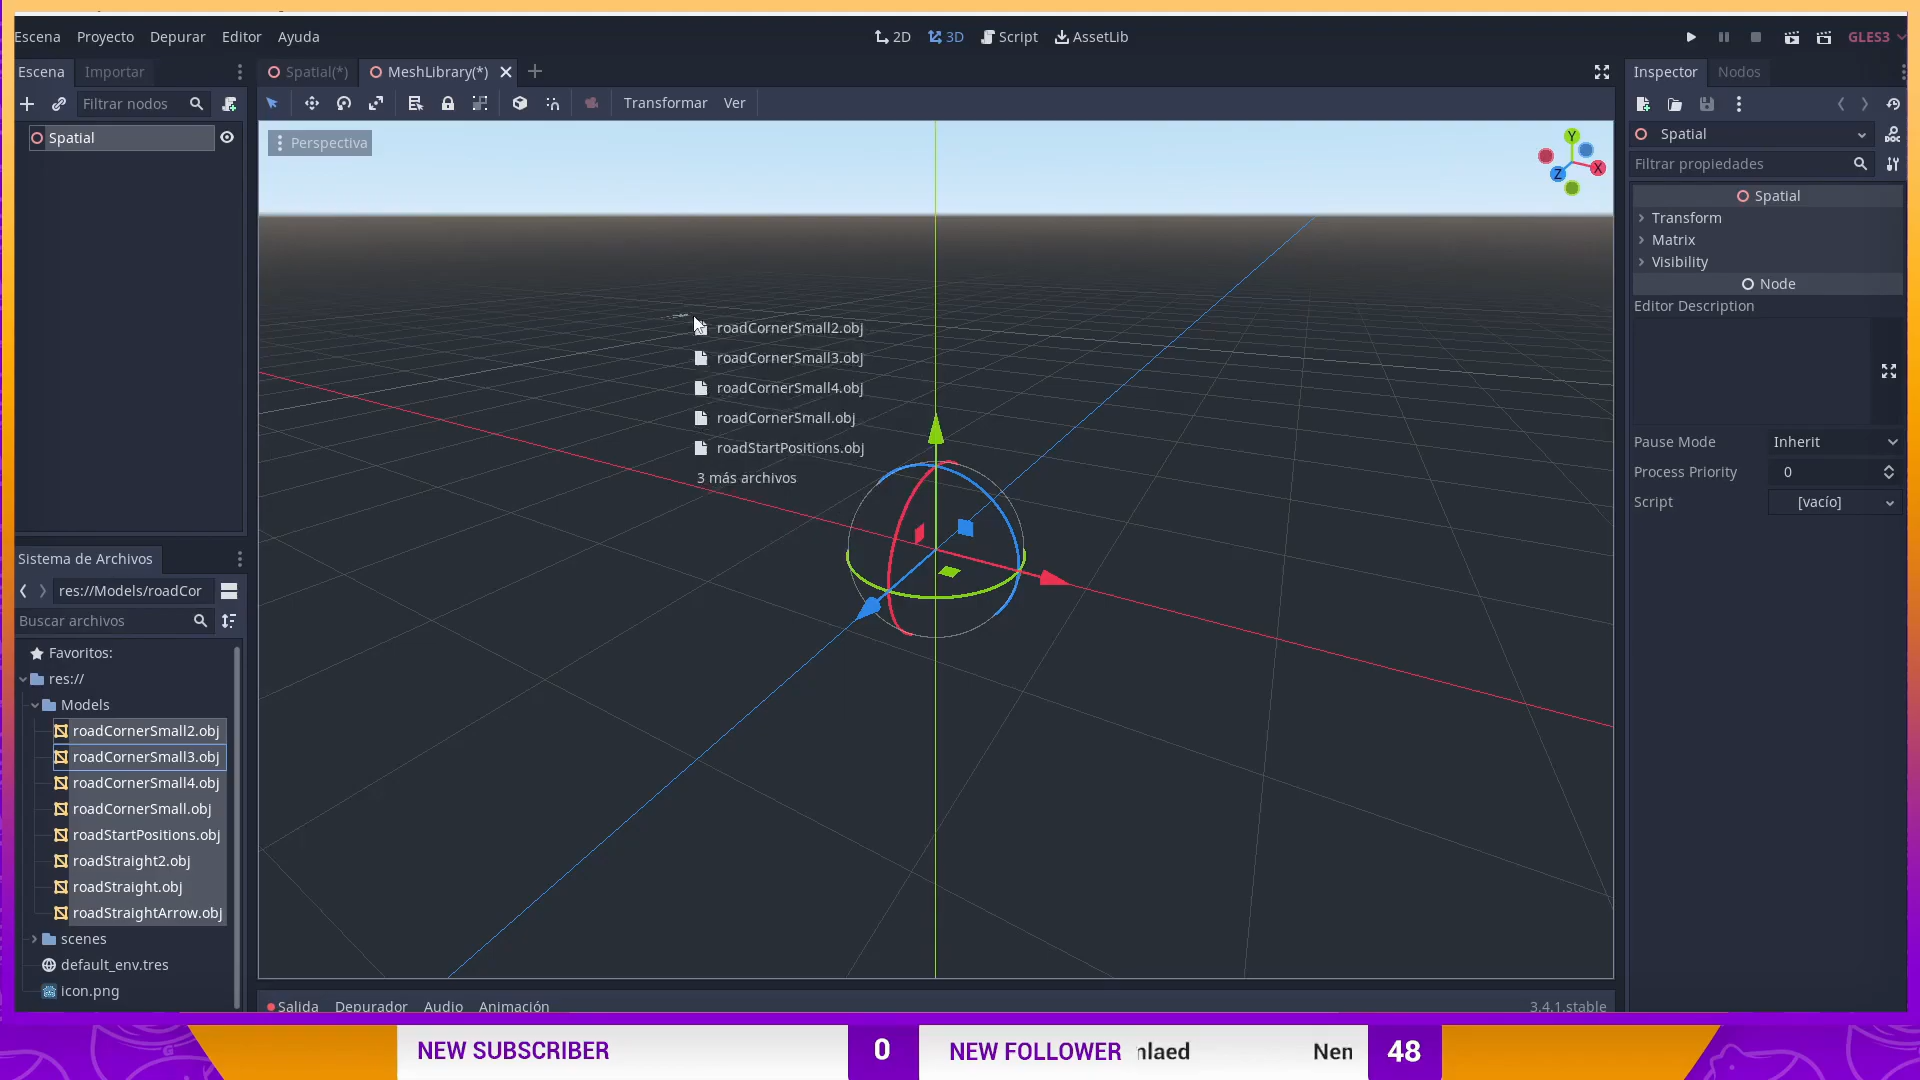 Escena Proyecto Depurar Editor Ayuda
2D 3D Script AssetLib
GLES3
Escena Importar
Spatial(*) MeshLibrary(*)
Inspector Nodos
Filtrar nodos
Transformar Ver
Spatial
Perspectiva
Y
X
Z
Spatial
DOC
Filtrar propiedades
Spatial
Transform
Matrix
Visibility
Node
Editor Description
Pause Mode Inherit
Process Priority 0
Script [vacío]
roadCornerSmall2.obj
roadCornerSmall3.obj
roadCornerSmall4.obj
roadCornerSmall.obj
roadStartPositions.obj
3 más archivos
Sistema de Archivos
res://Models/roadCor
Buscar archivos
Favoritos:
res://
Models
roadCornerSmall2.obj
roadCornerSmall3.obj
roadCornerSmall4.obj
roadCornerSmall.obj
roadStartPositions.obj
roadStraight2.obj
roadStraight.obj
roadStraightArrow.obj
scenes
default_env.tres
icon.png
Salida Depurador Audio Animación
3.4.1.stable
NEW SUBSCRIBER 0 NEW FOLLOWER nlaed Nen 48